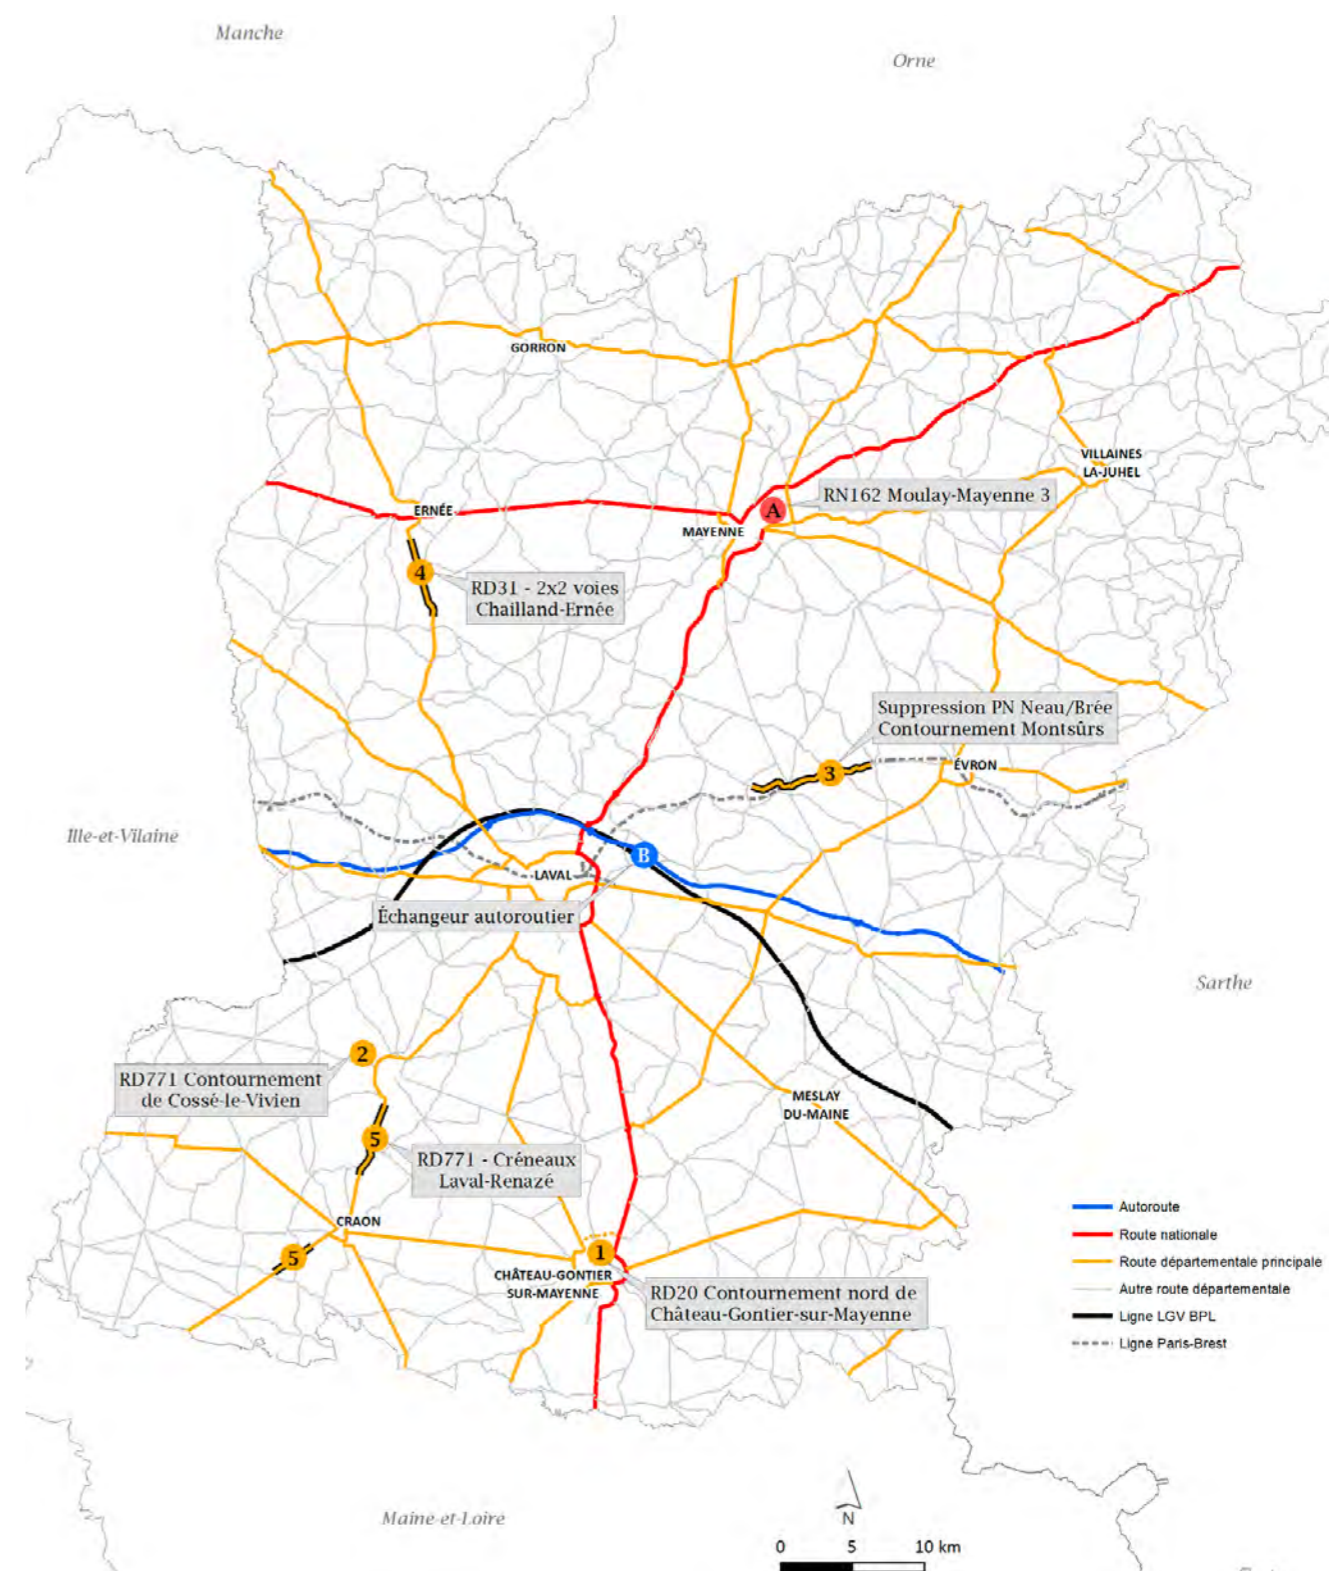 Manche
Orne
GORRON
VILLAINES
LA-JUHEL
RN162 Moulay-Mayenne 3
A
ERNÉE
MAYENNE
4
RD31 - 2x2 voies
Chailland-Ernée
Suppression PN Neau/Brée
Contournement Montsûrs
3
ÉVRON
Ille-et-Vilaine
B
LAVAL
Échangeur autoroutier
Sarthe
2
RD771 Contournement
de Cossé-le-Vivien
MESLAY
DU-MAINE
5
RD771 - Créneaux
Laval-Renazé
Autoroute
Route nationale
Route départementale principale
Autre route départementale
Ligne LGV BPL
Ligne Paris-Brest
CRAON
5
1
CHÂTEAU-GONTIER
SUR-MAYENNE
RD20 Contournement nord de
Château-Gontier-sur-Mayenne
Maine-et-Loire
N
0 5 10 km